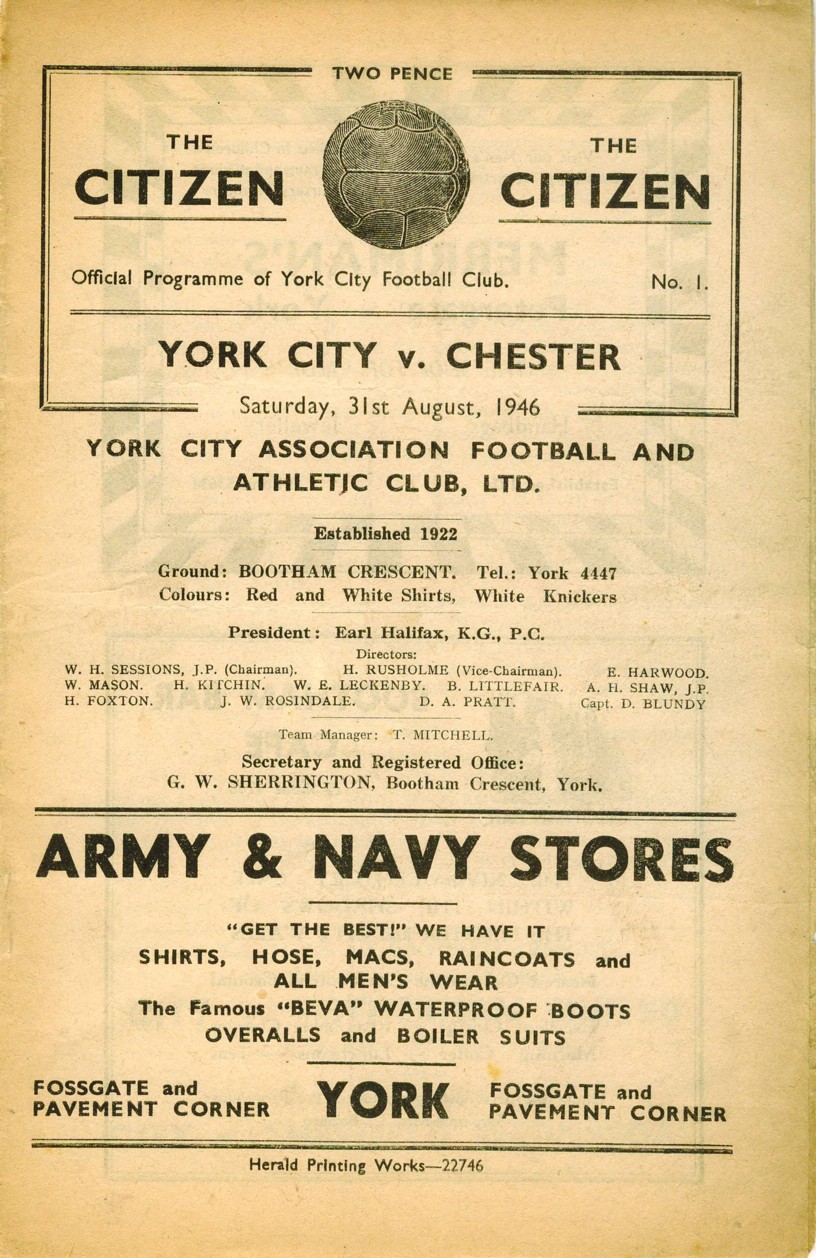 TWO PENCE
THE CITIZEN
THE CITIZEN
Official Programme of York City Football Club. No. 1.
YORK CITY v. CHESTER
Saturday, 31st August, 1946
YORK CITY ASSOCIATION FOOTBALL AND
ATHLETIC CLUB, LTD.
Established 1922
Ground: BOOTHAM CRESCENT. Tel.: York 4447
Colours: Red and White Shirts, White Knickers
President: Earl Halifax, K.G., P.C.
Directors:
W. H. SESSIONS, J.P. (Chairman). H. RUSHOLME (Vice-Chairman). E. HARWOOD.
W. MASON. H. KITCHIN. W. E. LECKENBY. B. LITTLEFAIR. A. H. SHAW, J.P.
H. FOXTON. J. W. ROSINDALE. D. A. PRATT. Capt. D. BLUNDY
Team Manager: T. MITCHELL.
Secretary and Registered Office:
G. W. SHERRINGTON, Bootham Crescent, York.
ARMY & NAVY STORES
"GET THE BEST!" WE HAVE IT
SHIRTS, HOSE, MACS, RAINCOATS and
ALL MEN'S WEAR
The Famous "BEVA" WATERPROOF BOOTS
OVERALLS and BOILER SUITS
FOSSGATE and
PAVEMENT CORNER
YORK
FOSSGATE and
PAVEMENT CORNER
Herald Printing Works—22746